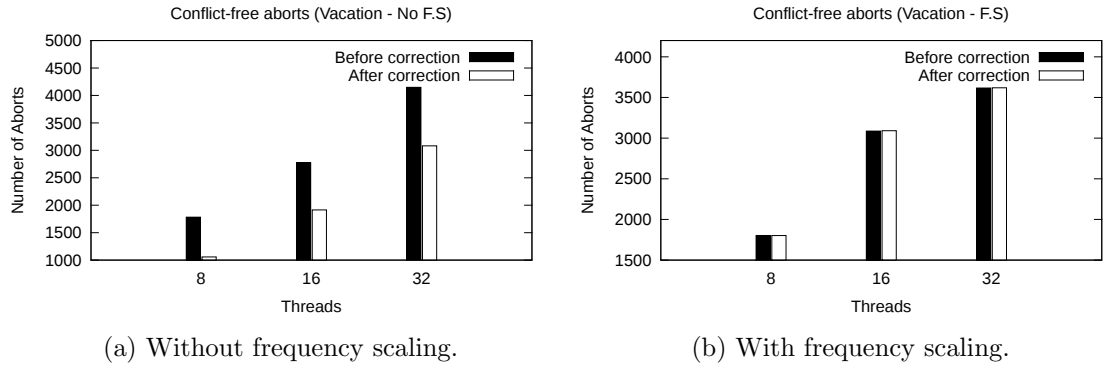 Conflict-free aborts (Vacation - No F.S)
Number of Aborts
5000
4500
4000
3500
3000
2500
2000
1500
1000
Before correction
After correction
8 16 32
Threads
(a) Without frequency scaling.
Conflict-free aborts (Vacation - F.S)
Number of Aborts
4000
3500
3000
2500
2000
1500
Before correction
After correction
8 16 32
Threads
(b) With frequency scaling.